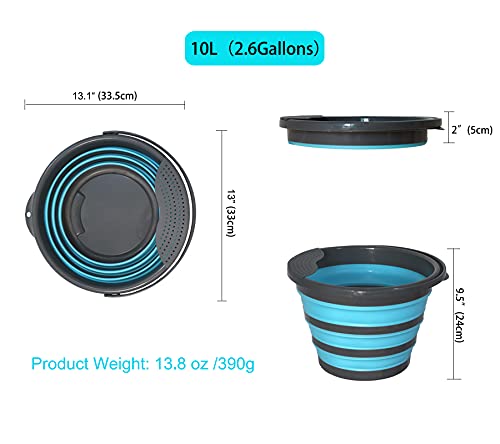 10L（2.6Gallons）
13.1" (33.5cm)
2" (5cm)
13" (33cm)
9.5" (24cm)
Product Weight: 13.8 oz /390g